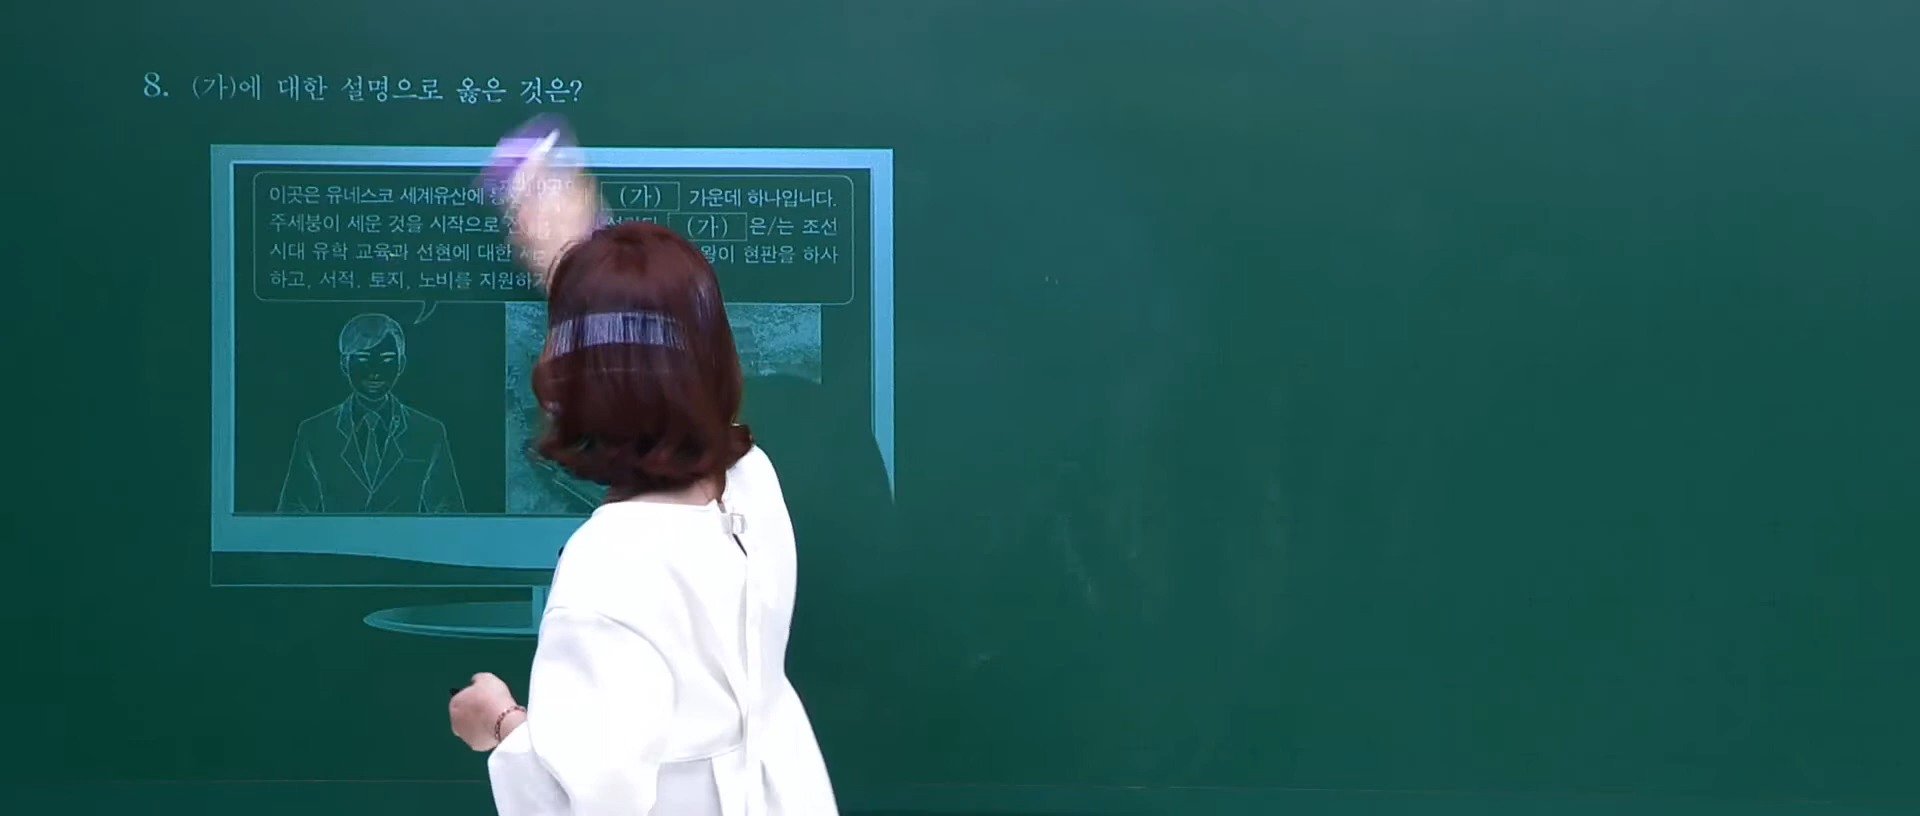 8. (가)에 대한 설명으로 옳은 것은?
이곳은 유네스코 세계유산에 (가) 가운데 하나입니다.
주세붕이 세운 것을 시작으로 (가) 은/는 조선
시대 유학 교육과 선현에 대한 왕이 현판을 하사
하고, 서적, 토지, 노비를